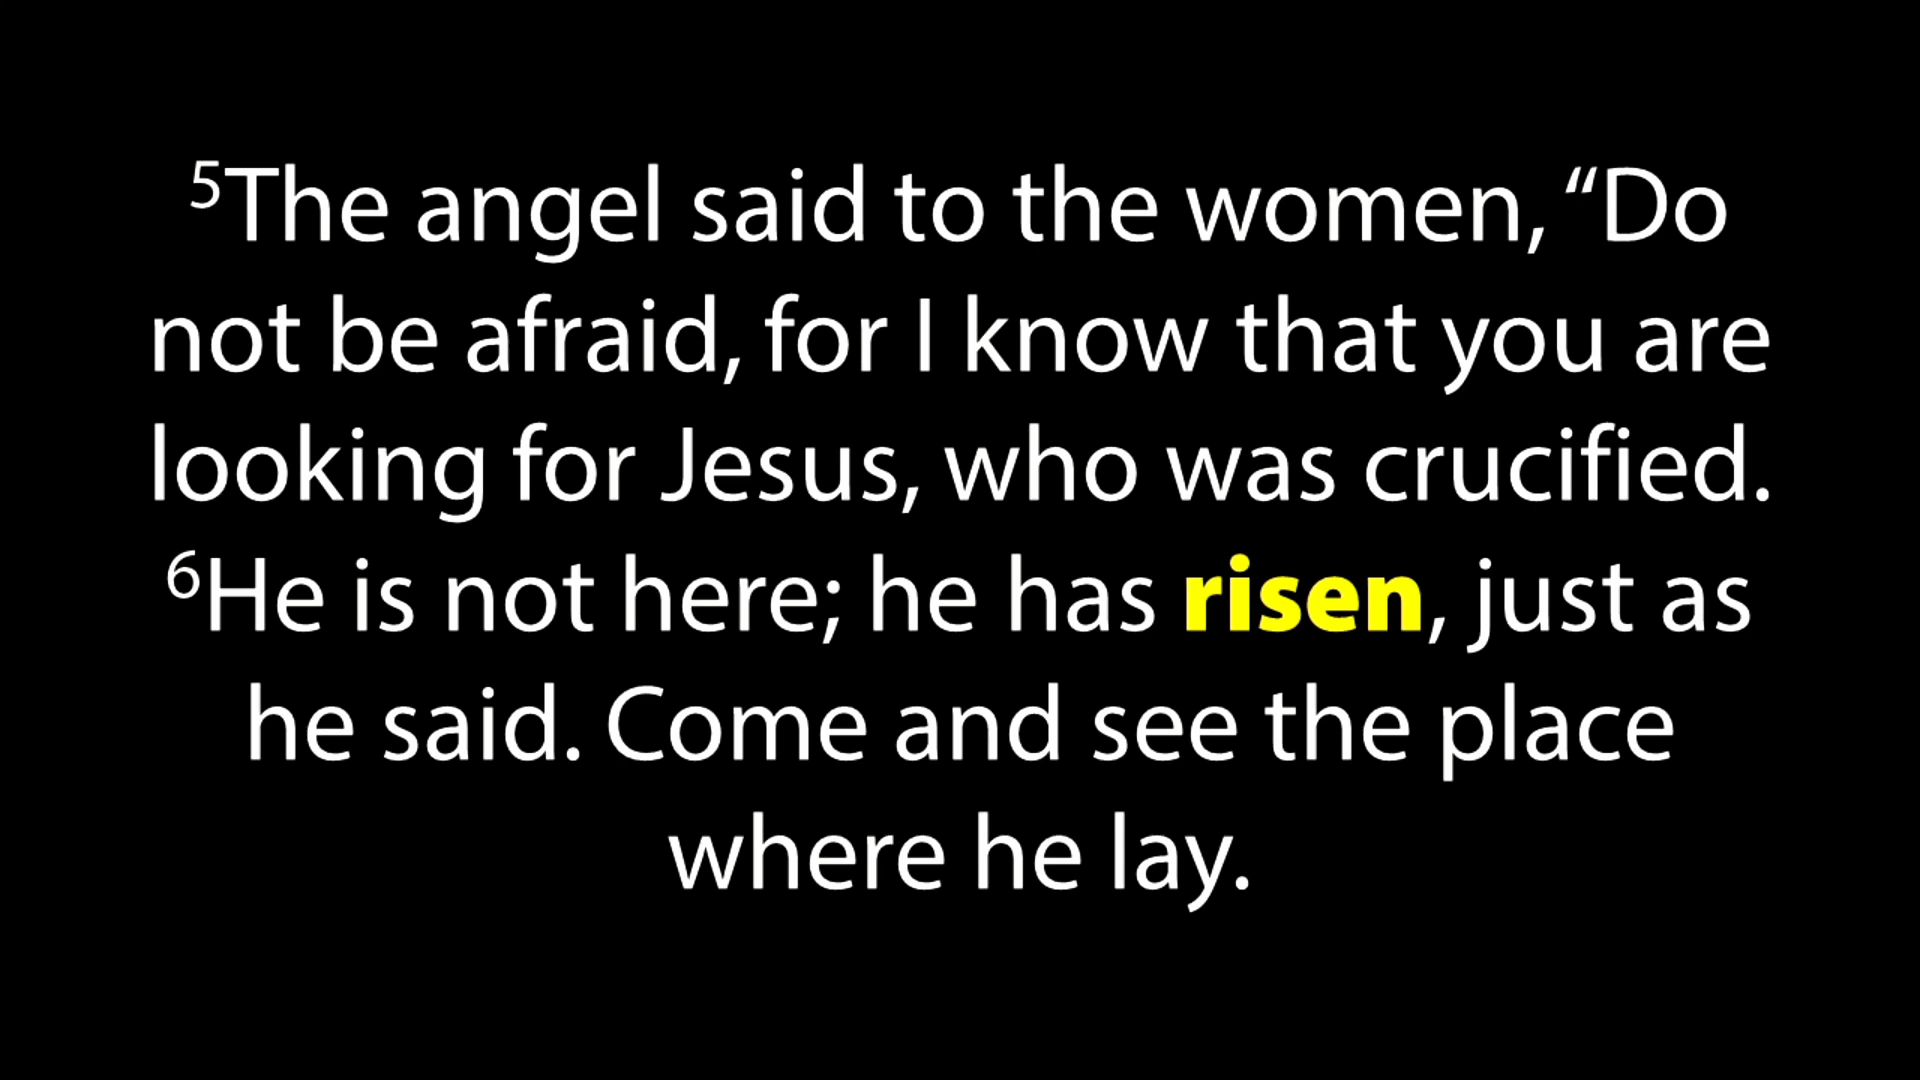 ⁵The angel said to the women, “Do
not be afraid, for I know that you are
looking for Jesus, who was crucified.
⁶He is not here; he has risen, just as
he said. Come and see the place
where he lay.